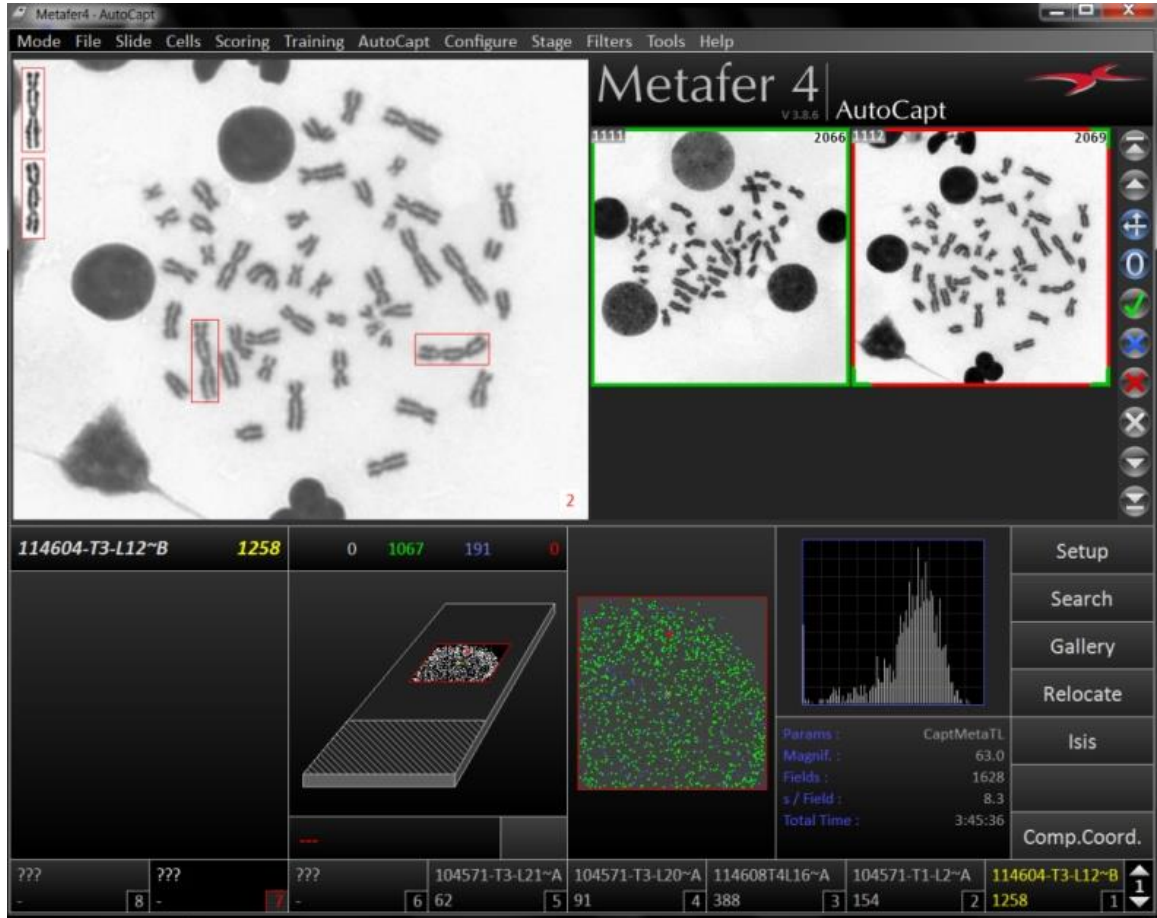 Metafer4 - AutoCapt
Mode File Slide Cells Scoring Training AutoCapt Configure Stage Filters Tools Help
Metafer 4
V 3.8.6
AutoCapt
1111 2066
1112 2069
2
114604-T3-L12~B 1258
0 1067 191 0
---
Params : CaptMetaTL
Magnif. : 63.0
Fields : 1628
s / Field : 8.3
Total Time : 3:45:36
Setup
Search
Gallery
Relocate
Isis
Comp.Coord.
??? ??? ??? 104571-T3-L21~A 104571-T3-L20~A 114608T4L16~A 104571-T1-L2~A 114604-T3-L12~B
- 8 - 7 - 6 62 5 91 4 388 3 154 2 1258 1
1